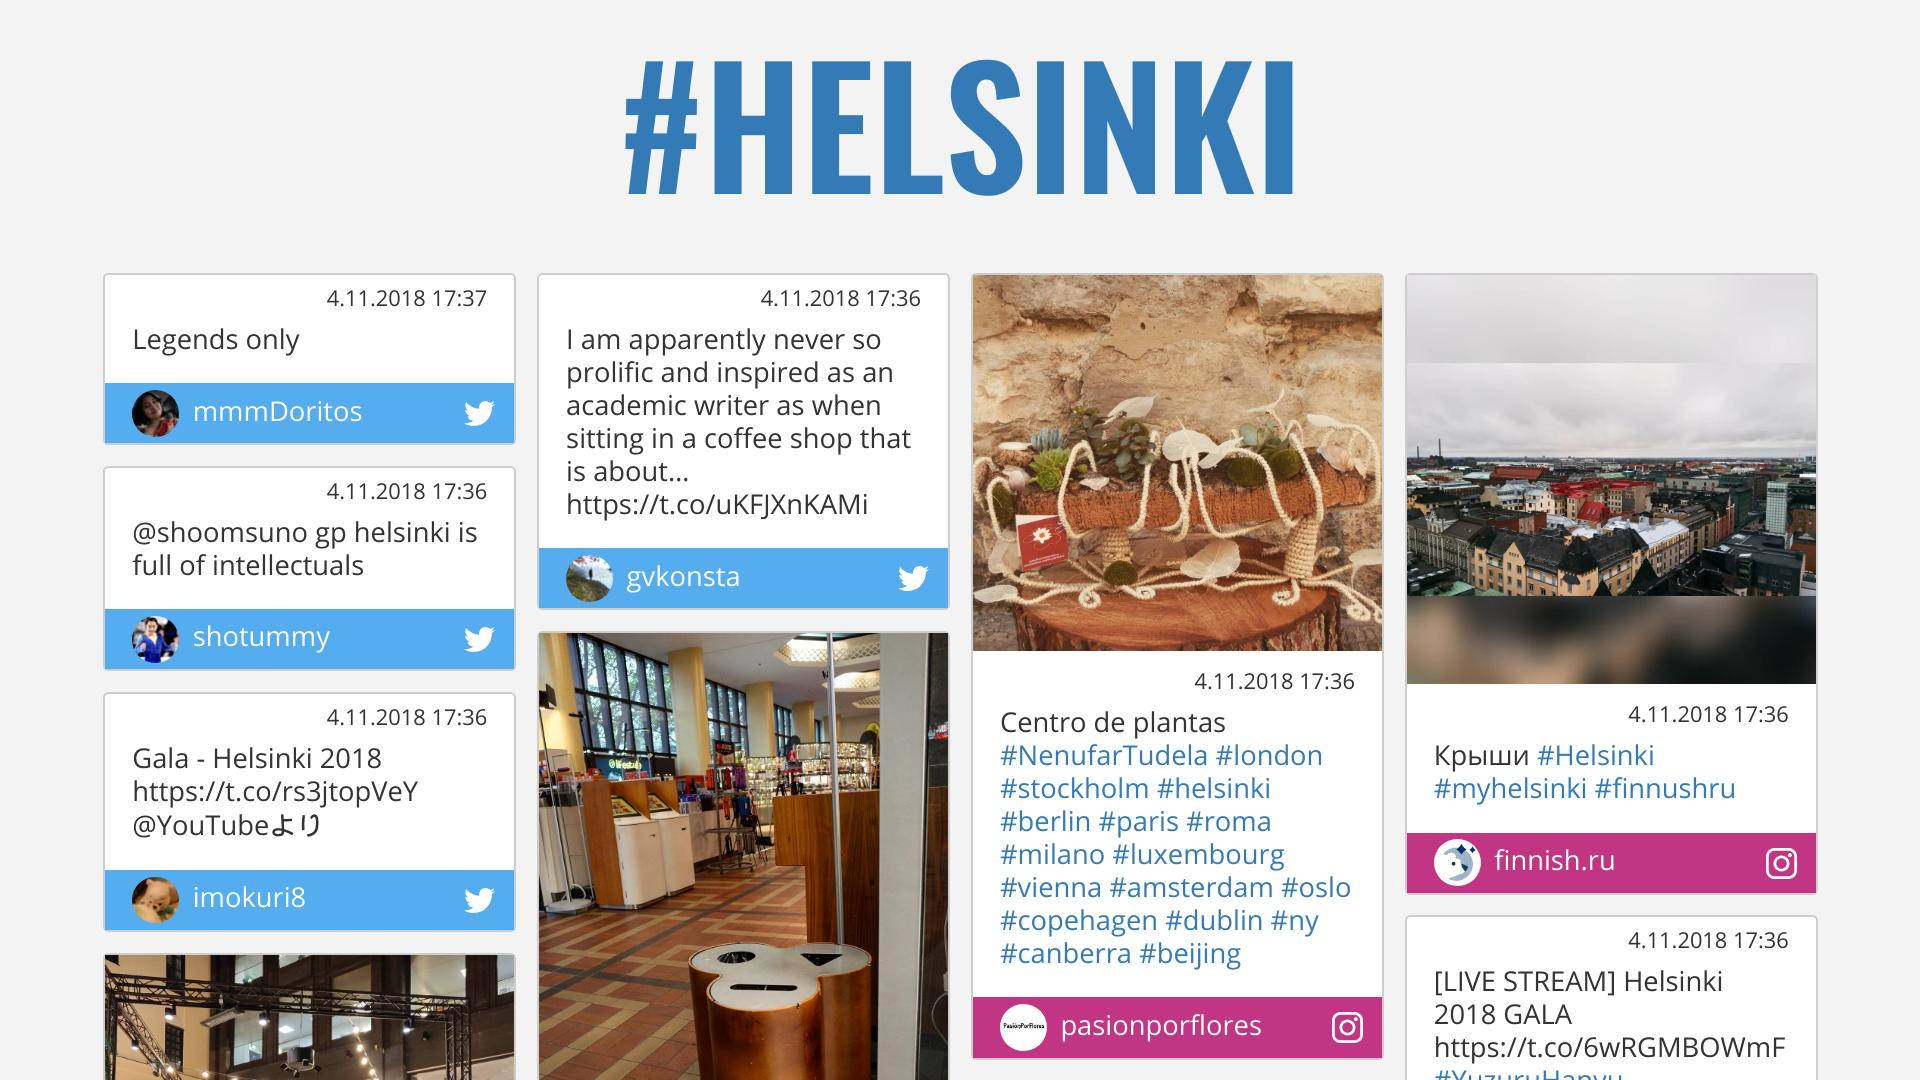 #HELSINKI
4.11.2018 17:37
Legends only
mmmDoritos
4.11.2018 17:36
@shoomsuno gp helsinki is
full of intellectuals
shotummy
4.11.2018 17:36
Gala - Helsinki 2018
https://t.co/rs3jtopVeY
@YouTubeより
imokuri8
4.11.2018 17:36
I am apparently never so
prolific and inspired as an
academic writer as when
sitting in a coffee shop that
is about…
https://t.co/uKFJXnKAMi
gvkonsta
4.11.2018 17:36
Centro de plantas
#NenufarTudela #london
#stockholm #helsinki
#berlin #paris #roma
#milano #luxembourg
#vienna #amsterdam #oslo
#copehagen #dublin #ny
#canberra #beijing
PasiónPorflores
pasionporflores
4.11.2018 17:36
Крыши #Helsinki
#myhelsinki #finnushru
finnish.ru
4.11.2018 17:36
[LIVE STREAM] Helsinki
2018 GALA
https://t.co/6wRGMBOWmF
#YuzuruHanyu